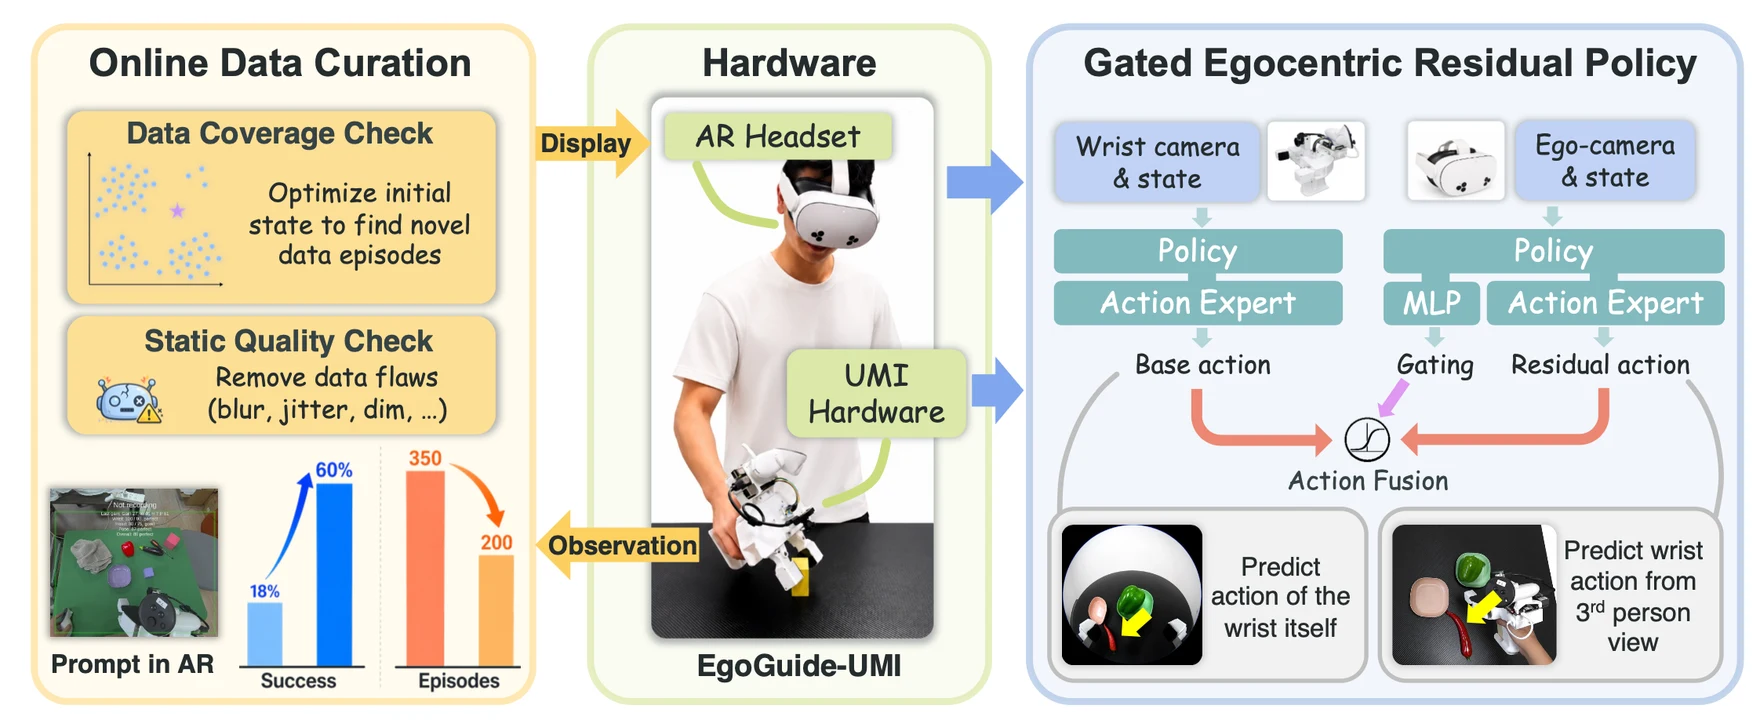 Online Data Curation
Data Coverage Check
Optimize initial
state to find novel
data episodes
Static Quality Check
Remove data flaws
(blur, jitter, dim, ...)
Not recording
Prompt in AR
18%
60%
Success
350
200
Episodes
Display
Observation
Hardware
AR Headset
UMI
Hardware
EgoGuide-UMI
Gated Egocentric Residual Policy
Wrist camera
& state
Ego-camera
& state
Policy
Action Expert
Base action
Policy
MLP
Action Expert
Gating
Residual action
Action Fusion
Predict
action of the
wrist itself
Predict wrist
action from
3rd person
view